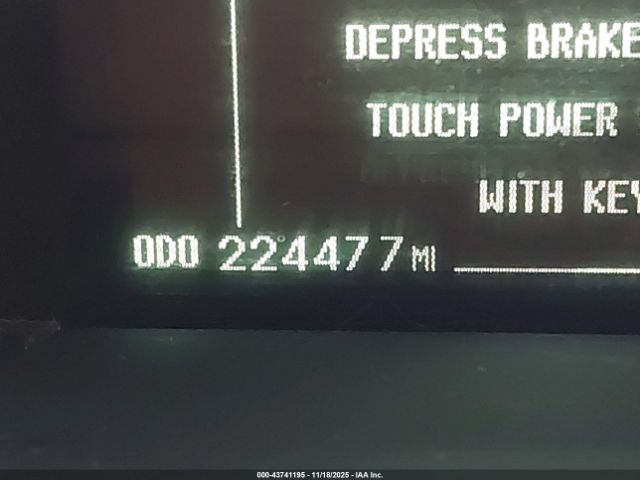 DEPRESS BRAKE
TOUCH POWER
WITH KEY
ODO 224477 MI
000-43741195 - 11/18/2025 - IAA Inc.